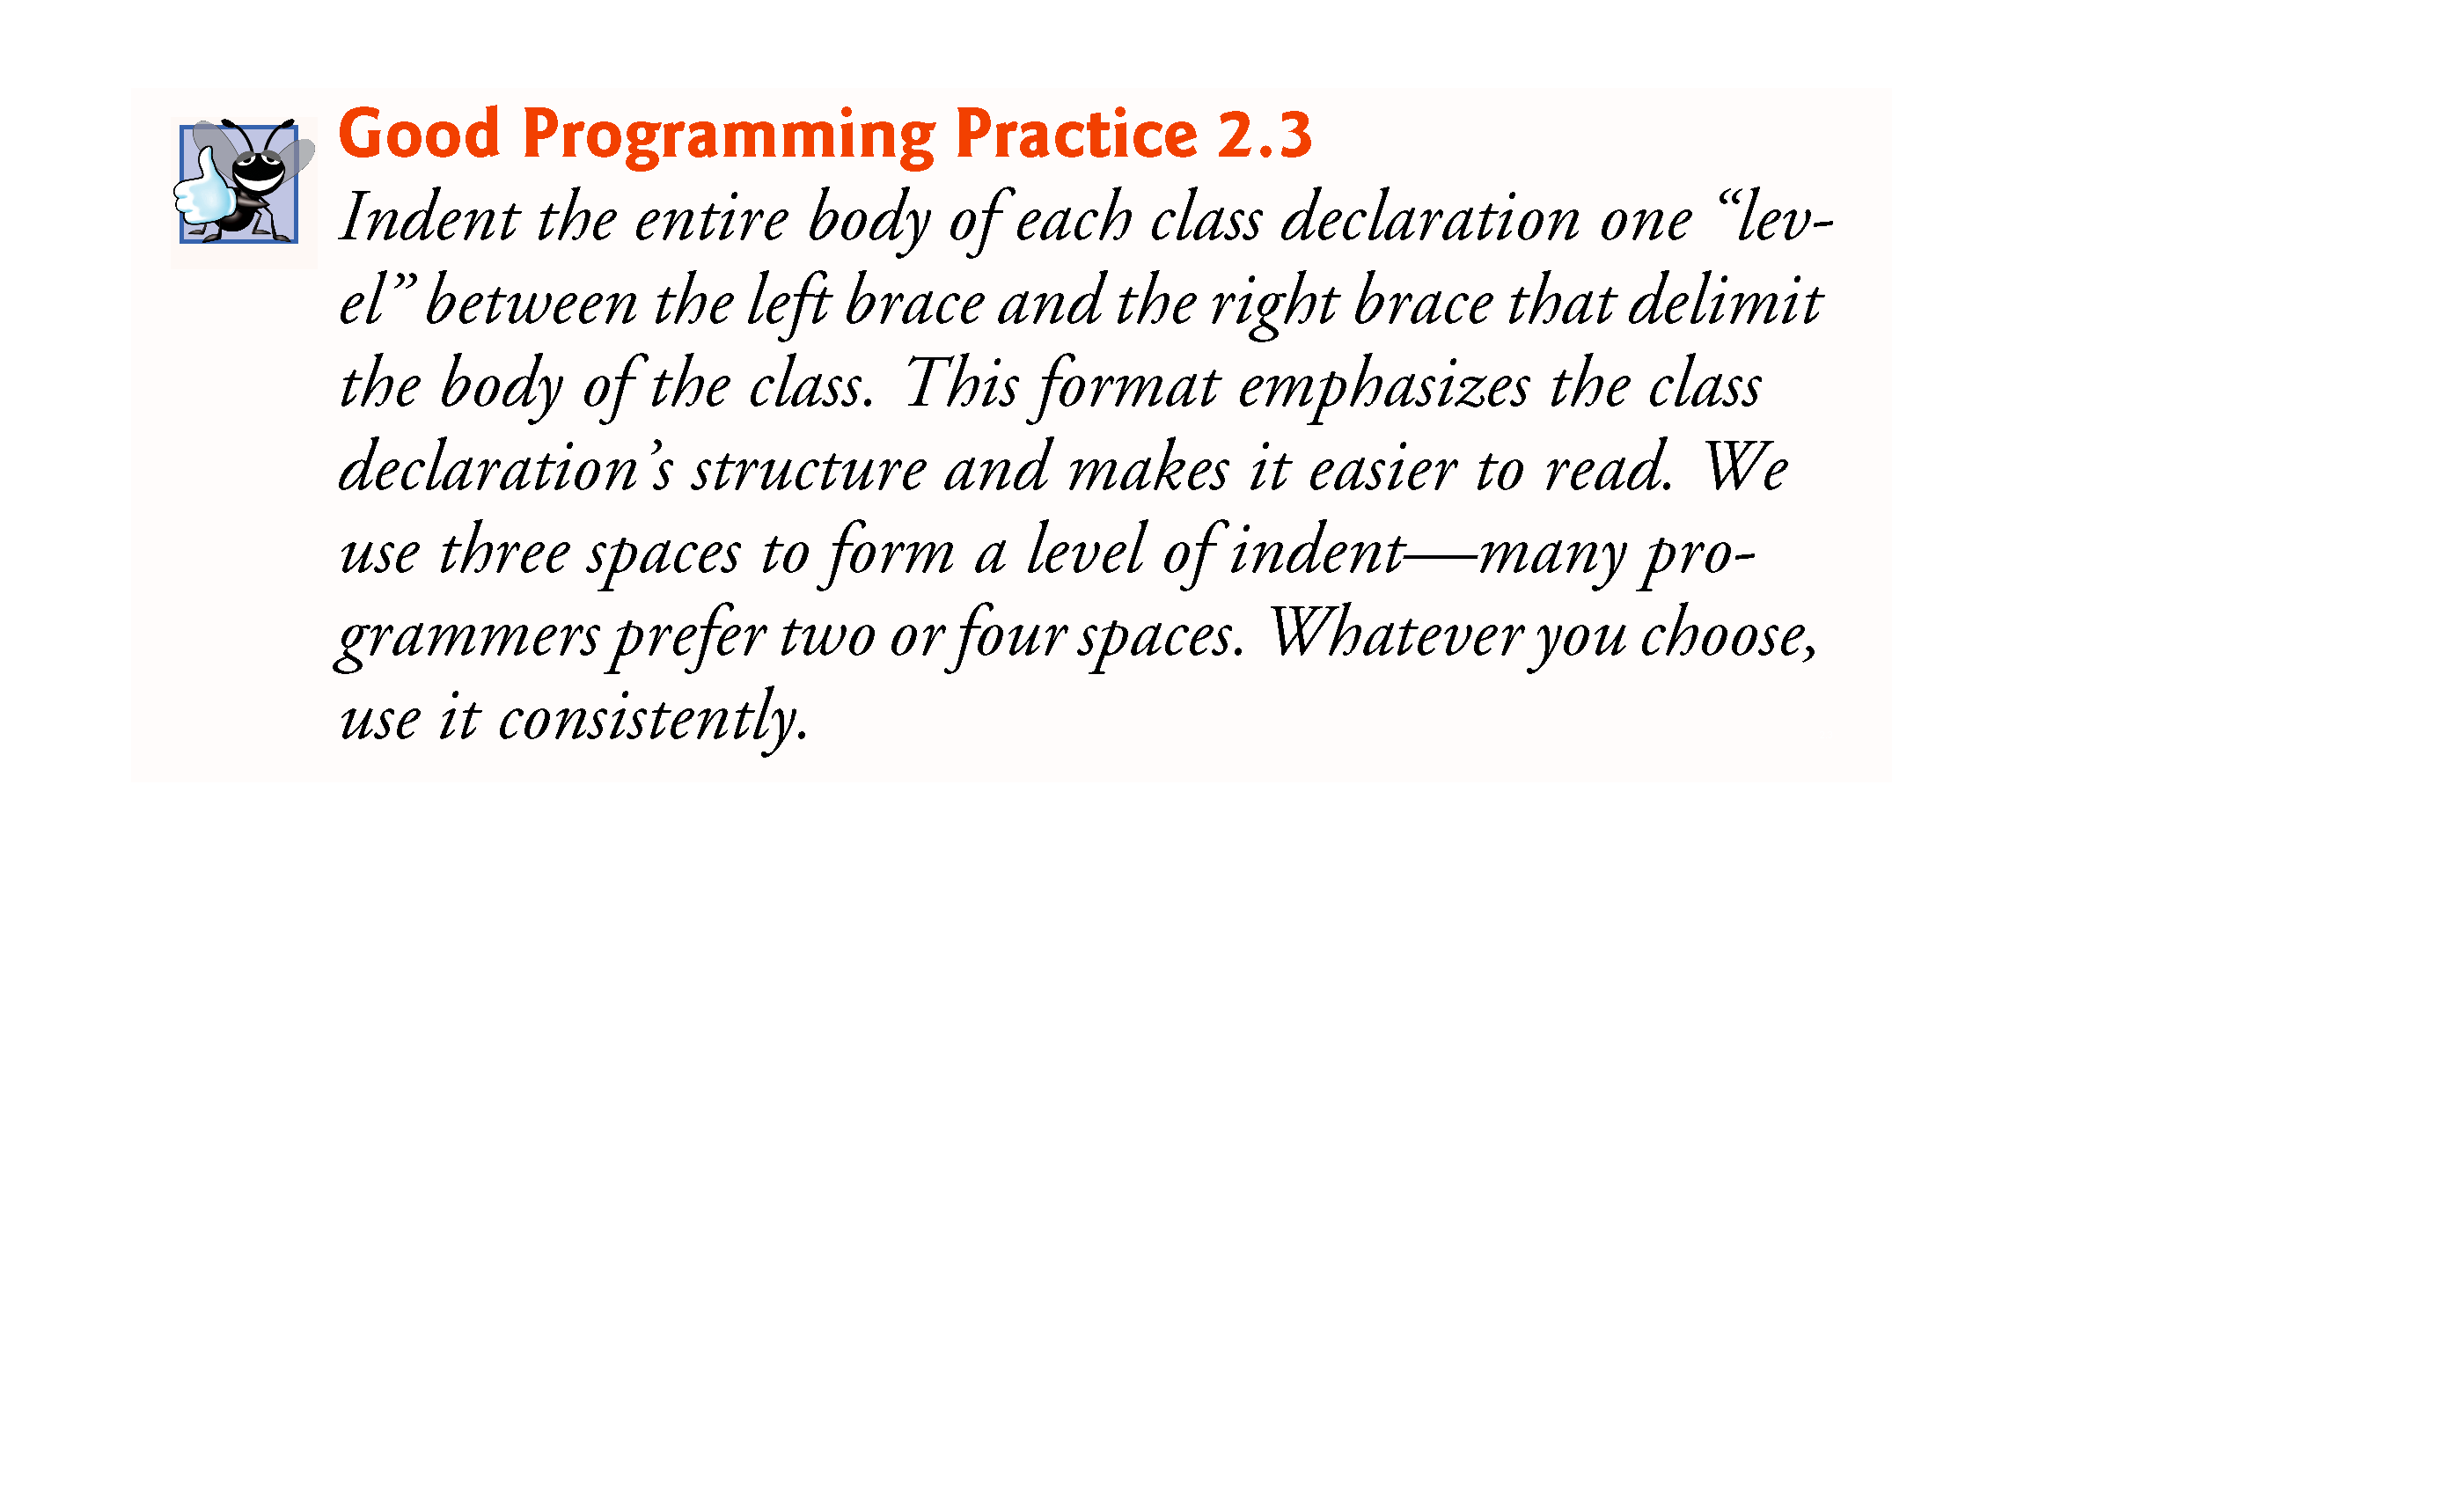 Good Programming Practice 2.3
Indent the entire body of each class declaration one “lev-
el” between the left brace and the right brace that delimit
the body of the class. This format emphasizes the class
declaration’s structure and makes it easier to read. We
use three spaces to form a level of indent—many pro-
grammers prefer two or four spaces. Whatever you choose,
use it consistently.